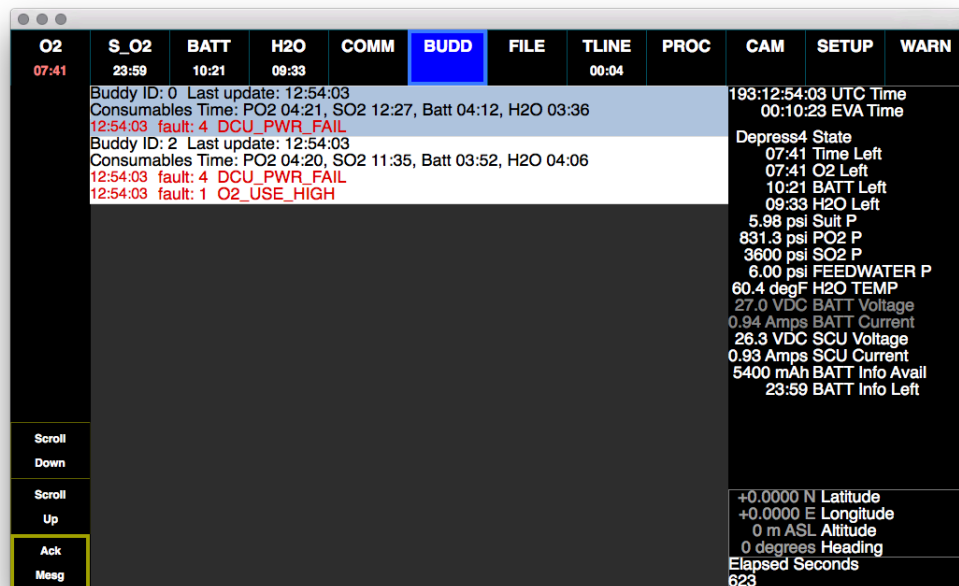 O2 S_O2 BATT H2O COMM BUDD FILE TLINE PROC CAM SETUP WARN
07:41 23:59 10:21 09:33 00:04
Buddy ID: 0 Last update: 12:54:03
Consumables Time: PO2 04:21, SO2 12:27, Batt 04:12, H2O 03:36
12:54:03 fault: 4 DCU_PWR_FAIL
Buddy ID: 2 Last update: 12:54:03
Consumables Time: PO2 04:20, SO2 11:35, Batt 03:52, H2O 04:06
12:54:03 fault: 4 DCU_PWR_FAIL
12:54:03 fault: 1 O2_USE_HIGH
193:12:54:03 UTC Time
00:10:23 EVA Time
Depress4 State
07:41 Time Left
07:41 O2 Left
10:21 BATT Left
09:33 H2O Left
5.98 psi Suit P
831.3 psi PO2 P
3600 psi SO2 P
6.00 psi FEEDWATER P
60.4 degF H2O TEMP
27.0 VDC BATT Voltage
0.94 Amps BATT Current
26.3 VDC SCU Voltage
0.93 Amps SCU Current
5400 mAh BATT Info Avail
23:59 BATT Info Left
Scroll
Down
Scroll
Up
Ack
Mesg
+0.0000 N Latitude
+0.0000 E Longitude
0 m ASL Altitude
0 degrees Heading
Elapsed Seconds
623